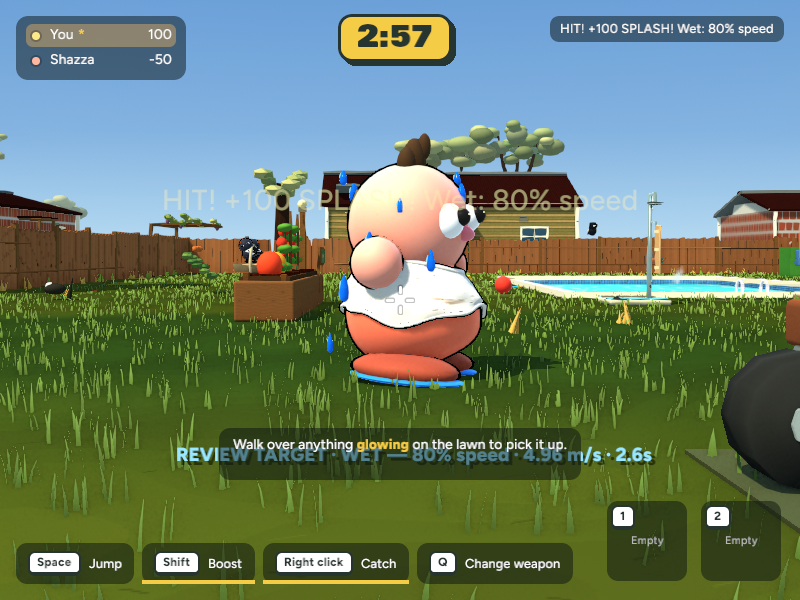 You * 100
Shazza -50
2:57
HIT! +100 SPLASH! Wet: 80% speed
HIT! +100 SPLASH! Wet: 80% speed
Walk over anything glowing on the lawn to pick it up.
REVIEW TARGET · WET — 80% speed · 4.96 m/s · 2.6s
1
Empty
2
Empty
Space Jump
Shift Boost
Right click Catch
Q Change weapon